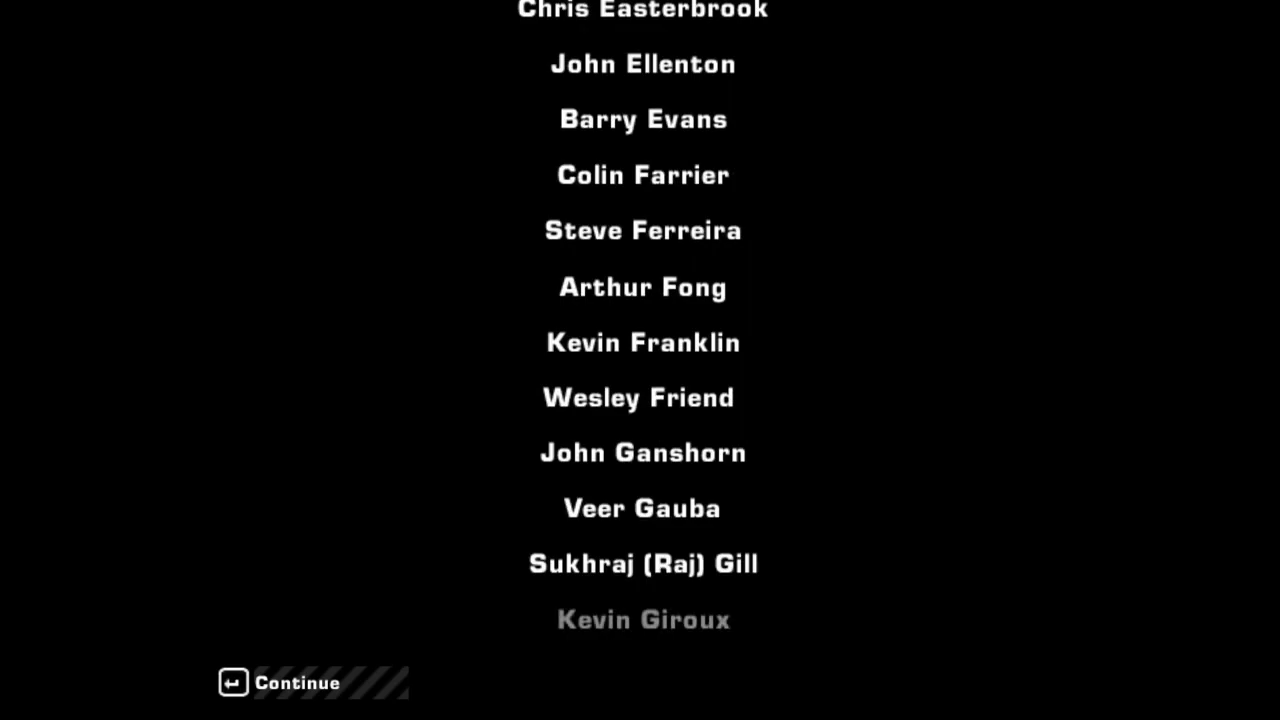 Chris Easterbrook
John Ellenton
Barry Evans
Colin Farrier
Steve Ferreira
Arthur Fong
Kevin Franklin
Wesley Friend
John Ganshorn
Veer Gauba
Sukhraj (Raj) Gill
Kevin Giroux
Continue